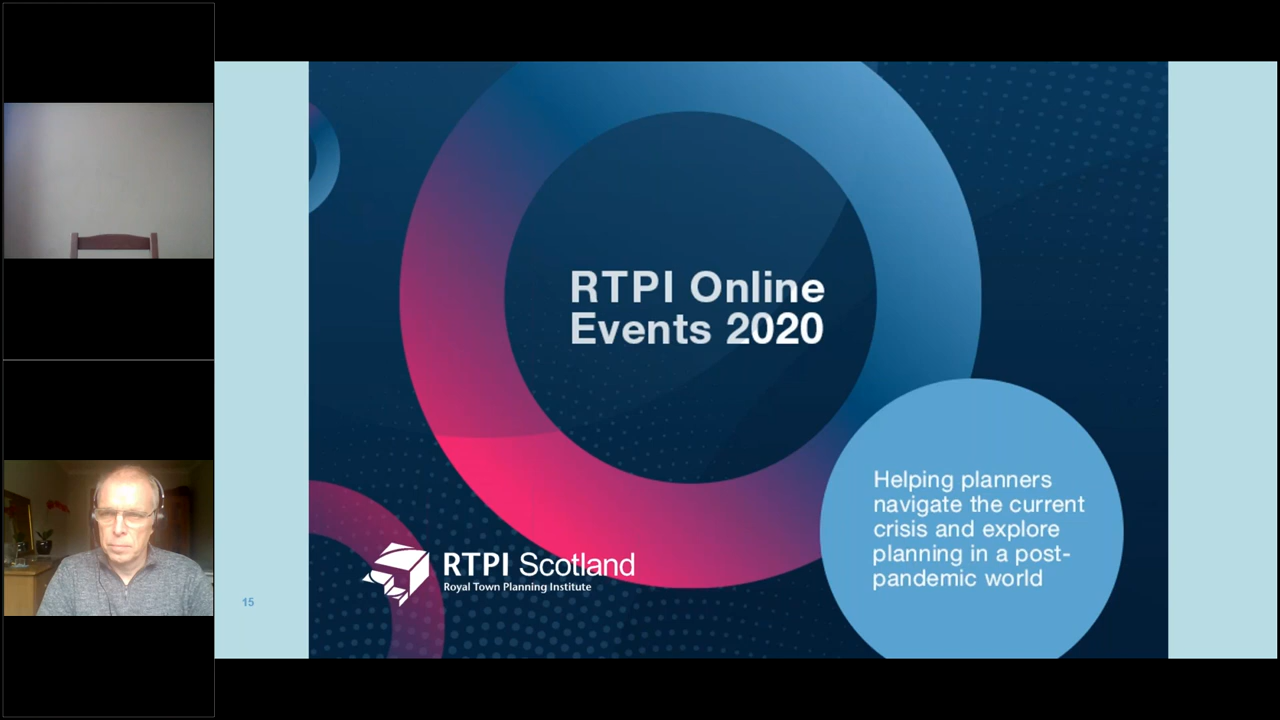 RTPI Online
Events 2020
Helping planners
navigate the current
crisis and explore
planning in a post-
pandemic world
RTPI Scotland
Royal Town Planning Institute
15